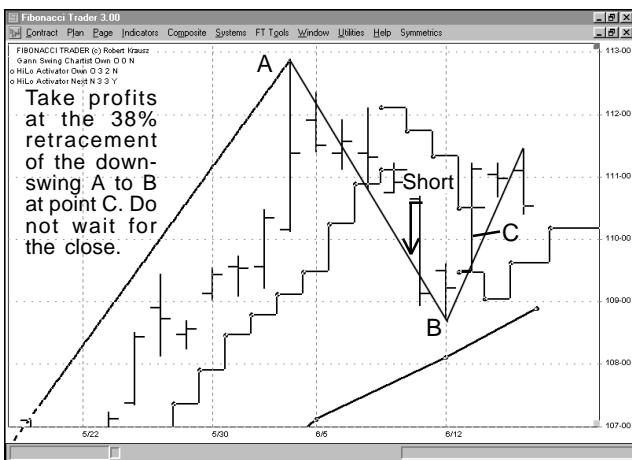 Fibonacci Trader 3.00
Contract Plan Page Indicators Composite Systems FT Tools Window Utilities Help Symmetrics
FIBONACCI TRADER (c) Robert Krausz
Gann Swing Chartist Own 0 0 N
HiLo Activator Own 0 3 2 N
HiLo Activator Next N 3 3 Y
Take profits
at the 38%
retracement
of the down-
swing A to B
at point C. Do
not wait for
the close.
A
Short
C
B
113-00
112-00
111-00
110-00
109-00
108-00
107-00
5/22 5/30 6/5 6/12